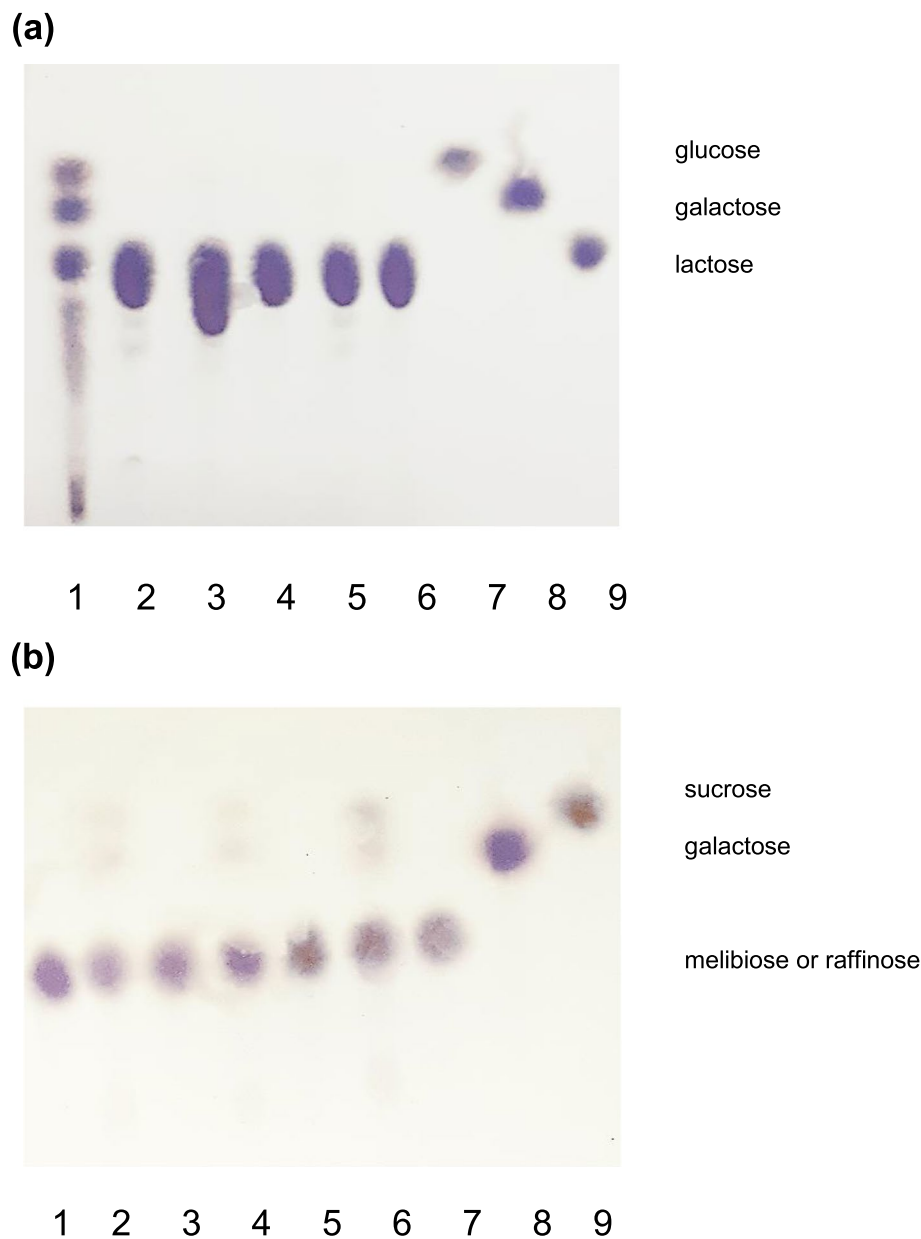 (a)
glucose
galactose
lactose
1 2 3 4 5 6 7 8 9
(b)
sucrose
galactose
melibiose or raffinose
1 2 3 4 5 6 7 8 9